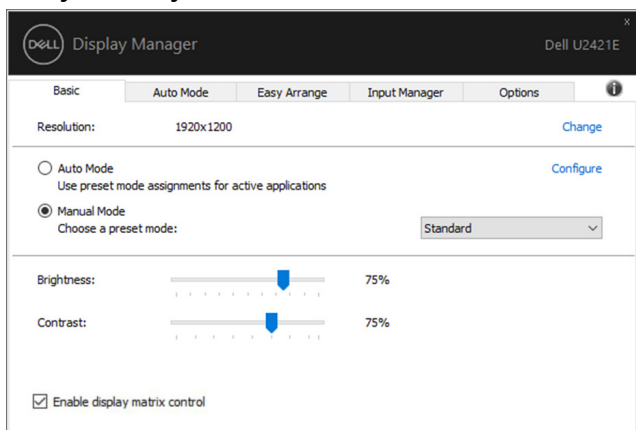 DELL Display Manager Dell U2421E
x
Basic Auto Mode Easy Arrange Input Manager Options i
Resolution: 1920x1200 Change
Auto Mode Configure
Use preset mode assignments for active applications
Manual Mode
Choose a preset mode: Standard
Brightness: 75%
Contrast: 75%
Enable display matrix control